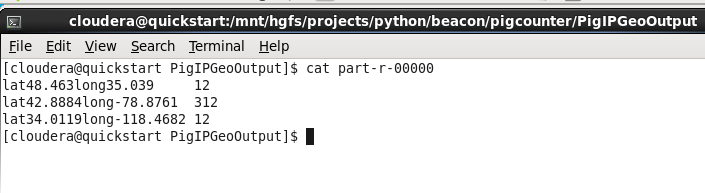 cloudera@quickstart:/mnt/hgfs/projects/python/beacon/pigcounter/PigIPGeoOutput
File Edit View Search Terminal Help
[cloudera@quickstart PigIPGeoOutput]$ cat part-r-00000
lat48.463long35.039     12
lat42.8884long-78.8761  312
lat34.0119long-118.4682 12
[cloudera@quickstart PigIPGeoOutput]$